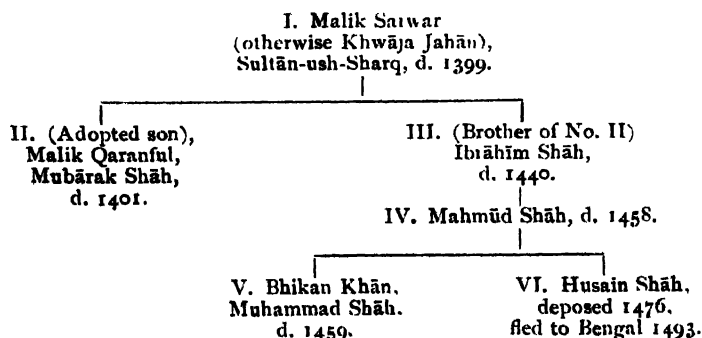 I. Malik Sarwar
(otherwise Khwāja Jahān),
Sultān-ush-Sharq, d. 1399.
II. (Adopted son),
Malik Qaranful,
Mubārak Shāh,
d. 1401.
III. (Brother of No. II)
Ibrāhīm Shāh,
d. 1440.
IV. Mahmūd Shāh, d. 1458.
V. Bhikan Khān,
Muhammad Shāh.
d. 1459.
VI. Husain Shāh,
deposed 1476.
fled to Bengal 1493.